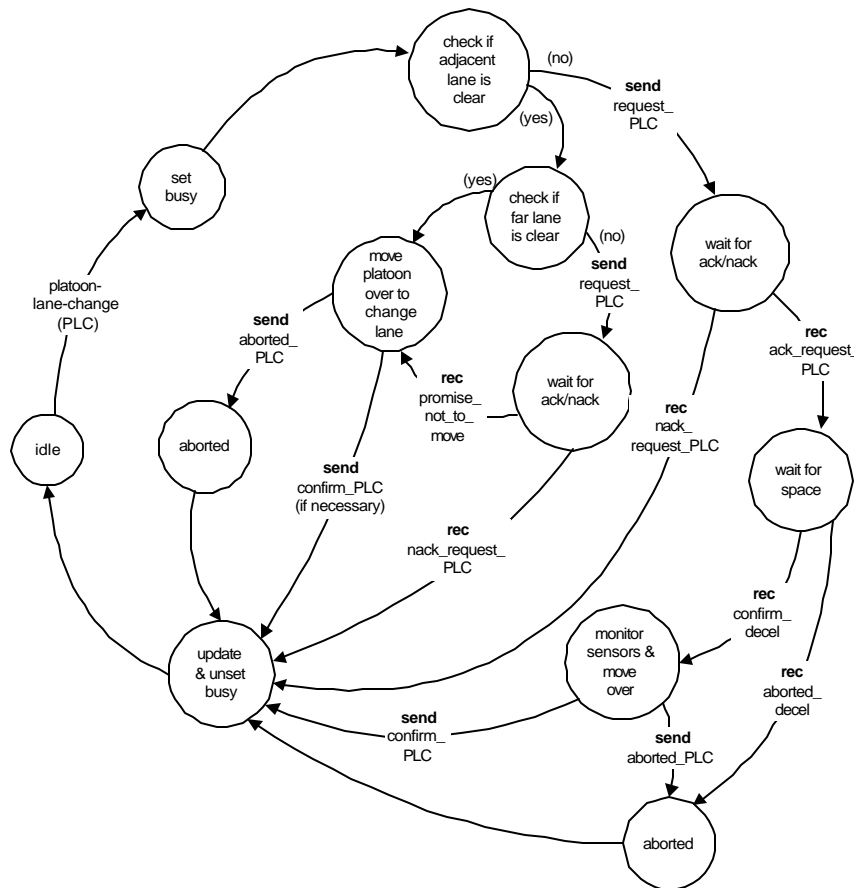 check if
adjacent
lane is
clear
(no)
send
request_
PLC
(yes)
set
busy
(yes)
check if
far lane
is clear
(no)
send
request_
PLC
wait for
ack/nack
move
platoon
over to
change
lane
platoon-
lane-change
(PLC)
send
aborted_
PLC
rec
ack_request_
PLC
rec
promise_
not_to_
move
wait for
ack/nack
rec
nack_
request_PLC
idle
aborted
wait for
space
send
confirm_PLC
(if necessary)
rec
nack_request_
PLC
rec
confirm_
decel
update
& unset
busy
monitor
sensors &
move
over
rec
aborted_
decel
send
confirm_
PLC
send
aborted_PLC
aborted